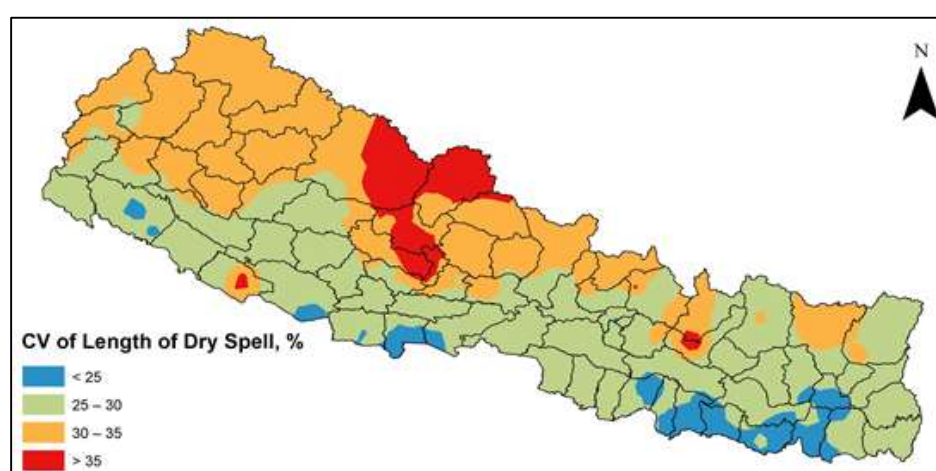 N
CV of Length of Dry Spell, %
< 25
25 – 30
30 – 35
> 35